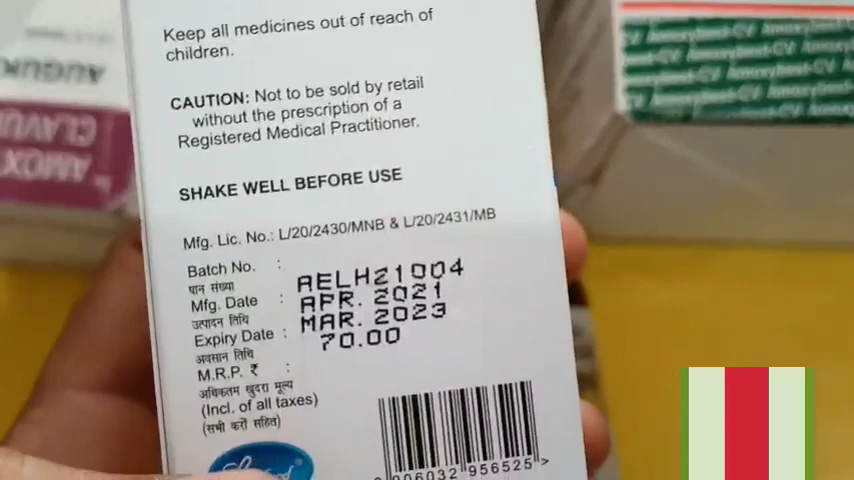 Keep all medicines out of reach of
children.
CAUTION: Not to be sold by retail
without the prescription of a
Registered Medical Practitioner.
SHAKE WELL BEFORE USE
Mfg. Lic. No.: L/20/2430/MNB & L/20/2431/MB
Batch No. : AELH21004
घान संख्या
Mfg. Date : APR. 2021
उत्पादन तिथि
Expiry Date : MAR. 2023
अवसान तिथि
M.R.P. ₹ : 70.00
अधिकतम खुदरा मूल्य
(Incl. of all taxes)
(सभी करों सहित)
006032 956525 >
AMOX
CLAVU
AUGUK